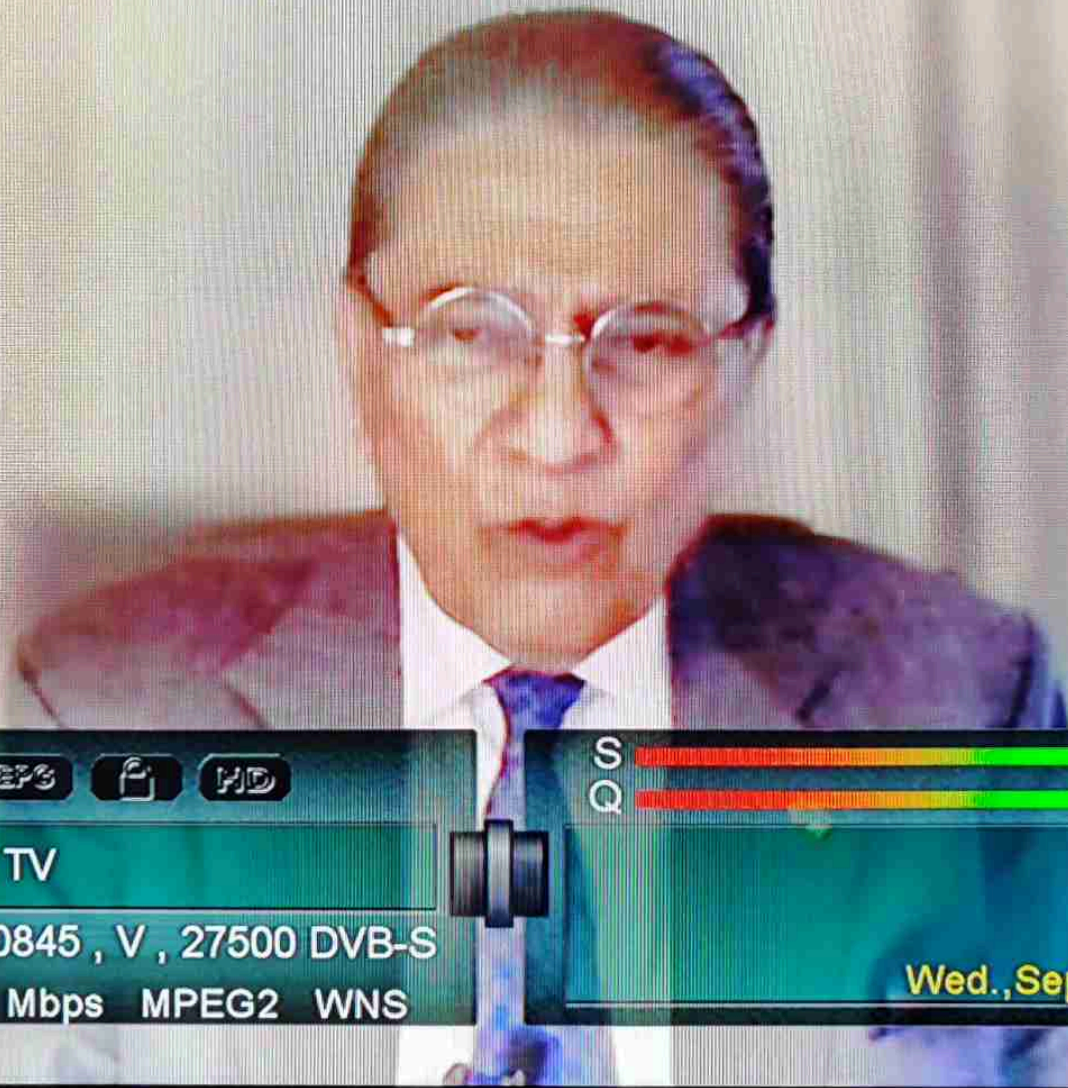 EPG HD
S
Q
TV
0845 , V , 27500 DVB-S
Wed.,Sep
Mbps MPEG2 WNS